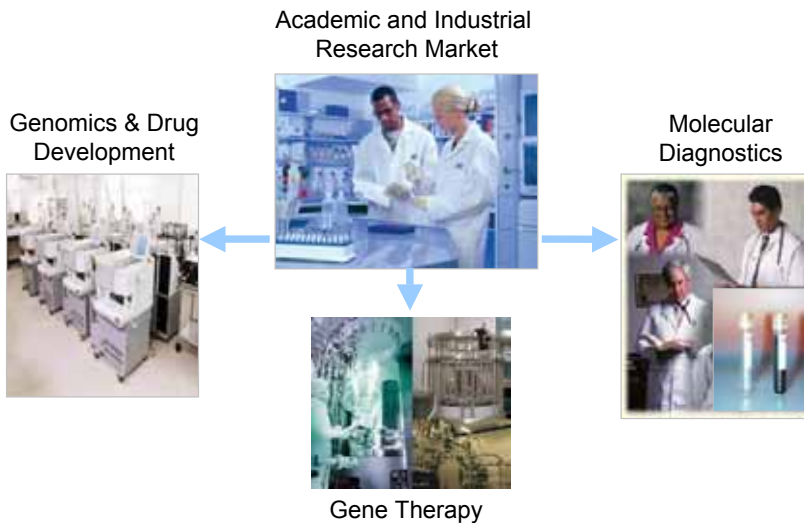 Academic and Industrial
Research Market
Genomics & Drug
Development
Molecular
Diagnostics
Gene Therapy